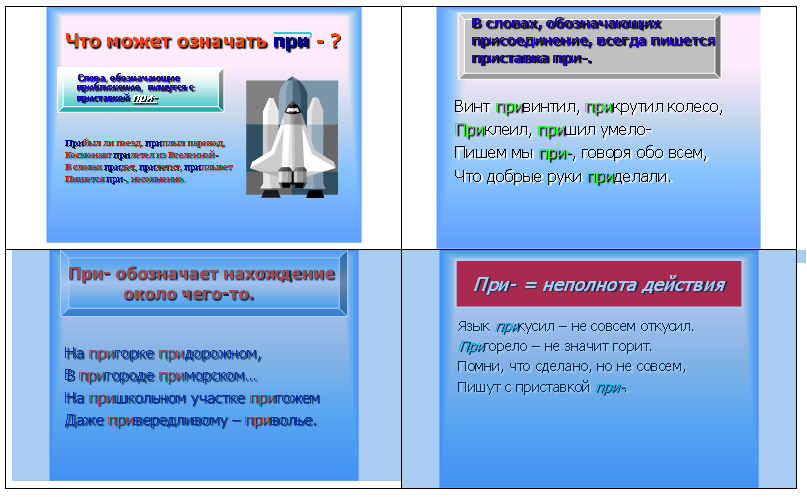 Что может означать при - ?
Слова, обозначающие
приближение, пишутся с
приставкой при-
Прибыл ли поезд, приплыл пароход,
Космонавт прилетел из Вселенной-
В словах придет, прилетит, приплывет
Пишется при-, несомненно.
В словах, обозначающих
присоединение, всегда пишется
приставка при-.
Винт привинтил, прикрутил колесо,
Приклеил, пришил умело-
Пишем мы при-, говоря обо всем,
Что добрые руки приделали.
При- обозначает нахождение
около чего-то.
На пригорке придорожном,
В пригороде приморском...
На пришкольном участке пригожем
Даже привередливому – приволье.
При- = неполнота действия
Язык прикусил – не совсем откусил.
Пригорело – не значит горит.
Помни, что сделано, но не совсем,
Пишут с приставкой при-.